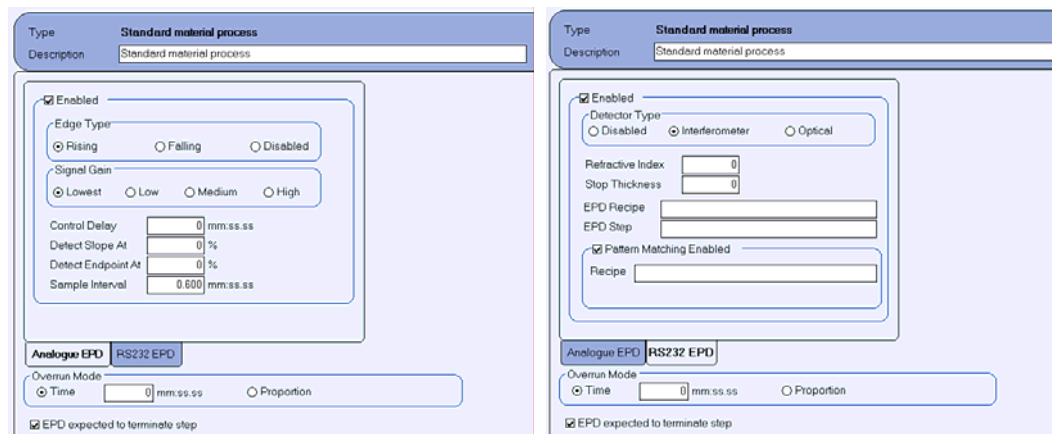 Type Standard material process
Description Standard material process
Enabled
Edge Type
Rising Falling Disabled
Signal Gain
Lowest Low Medium High
Control Delay 0 mm:ss.ss
Detect Slope At 0 %
Detect Endpoint At 0 %
Sample Interval 0.600 mm:ss.ss
Analogue EPD RS232 EPD
Overrun Mode
Time 0 mm:ss.ss Proportion
EPD expected to terminate step
Type Standard material process
Description Standard material process
Enabled
Detector Type
Disabled Interferometer Optical
Refractive Index 0
Stop Thickness 0
EPD Recipe
EPD Step
Pattern Matching Enabled
Recipe
Analogue EPD RS232 EPD
Overrun Mode
Time 0 mm:ss.ss Proportion
EPD expected to terminate step